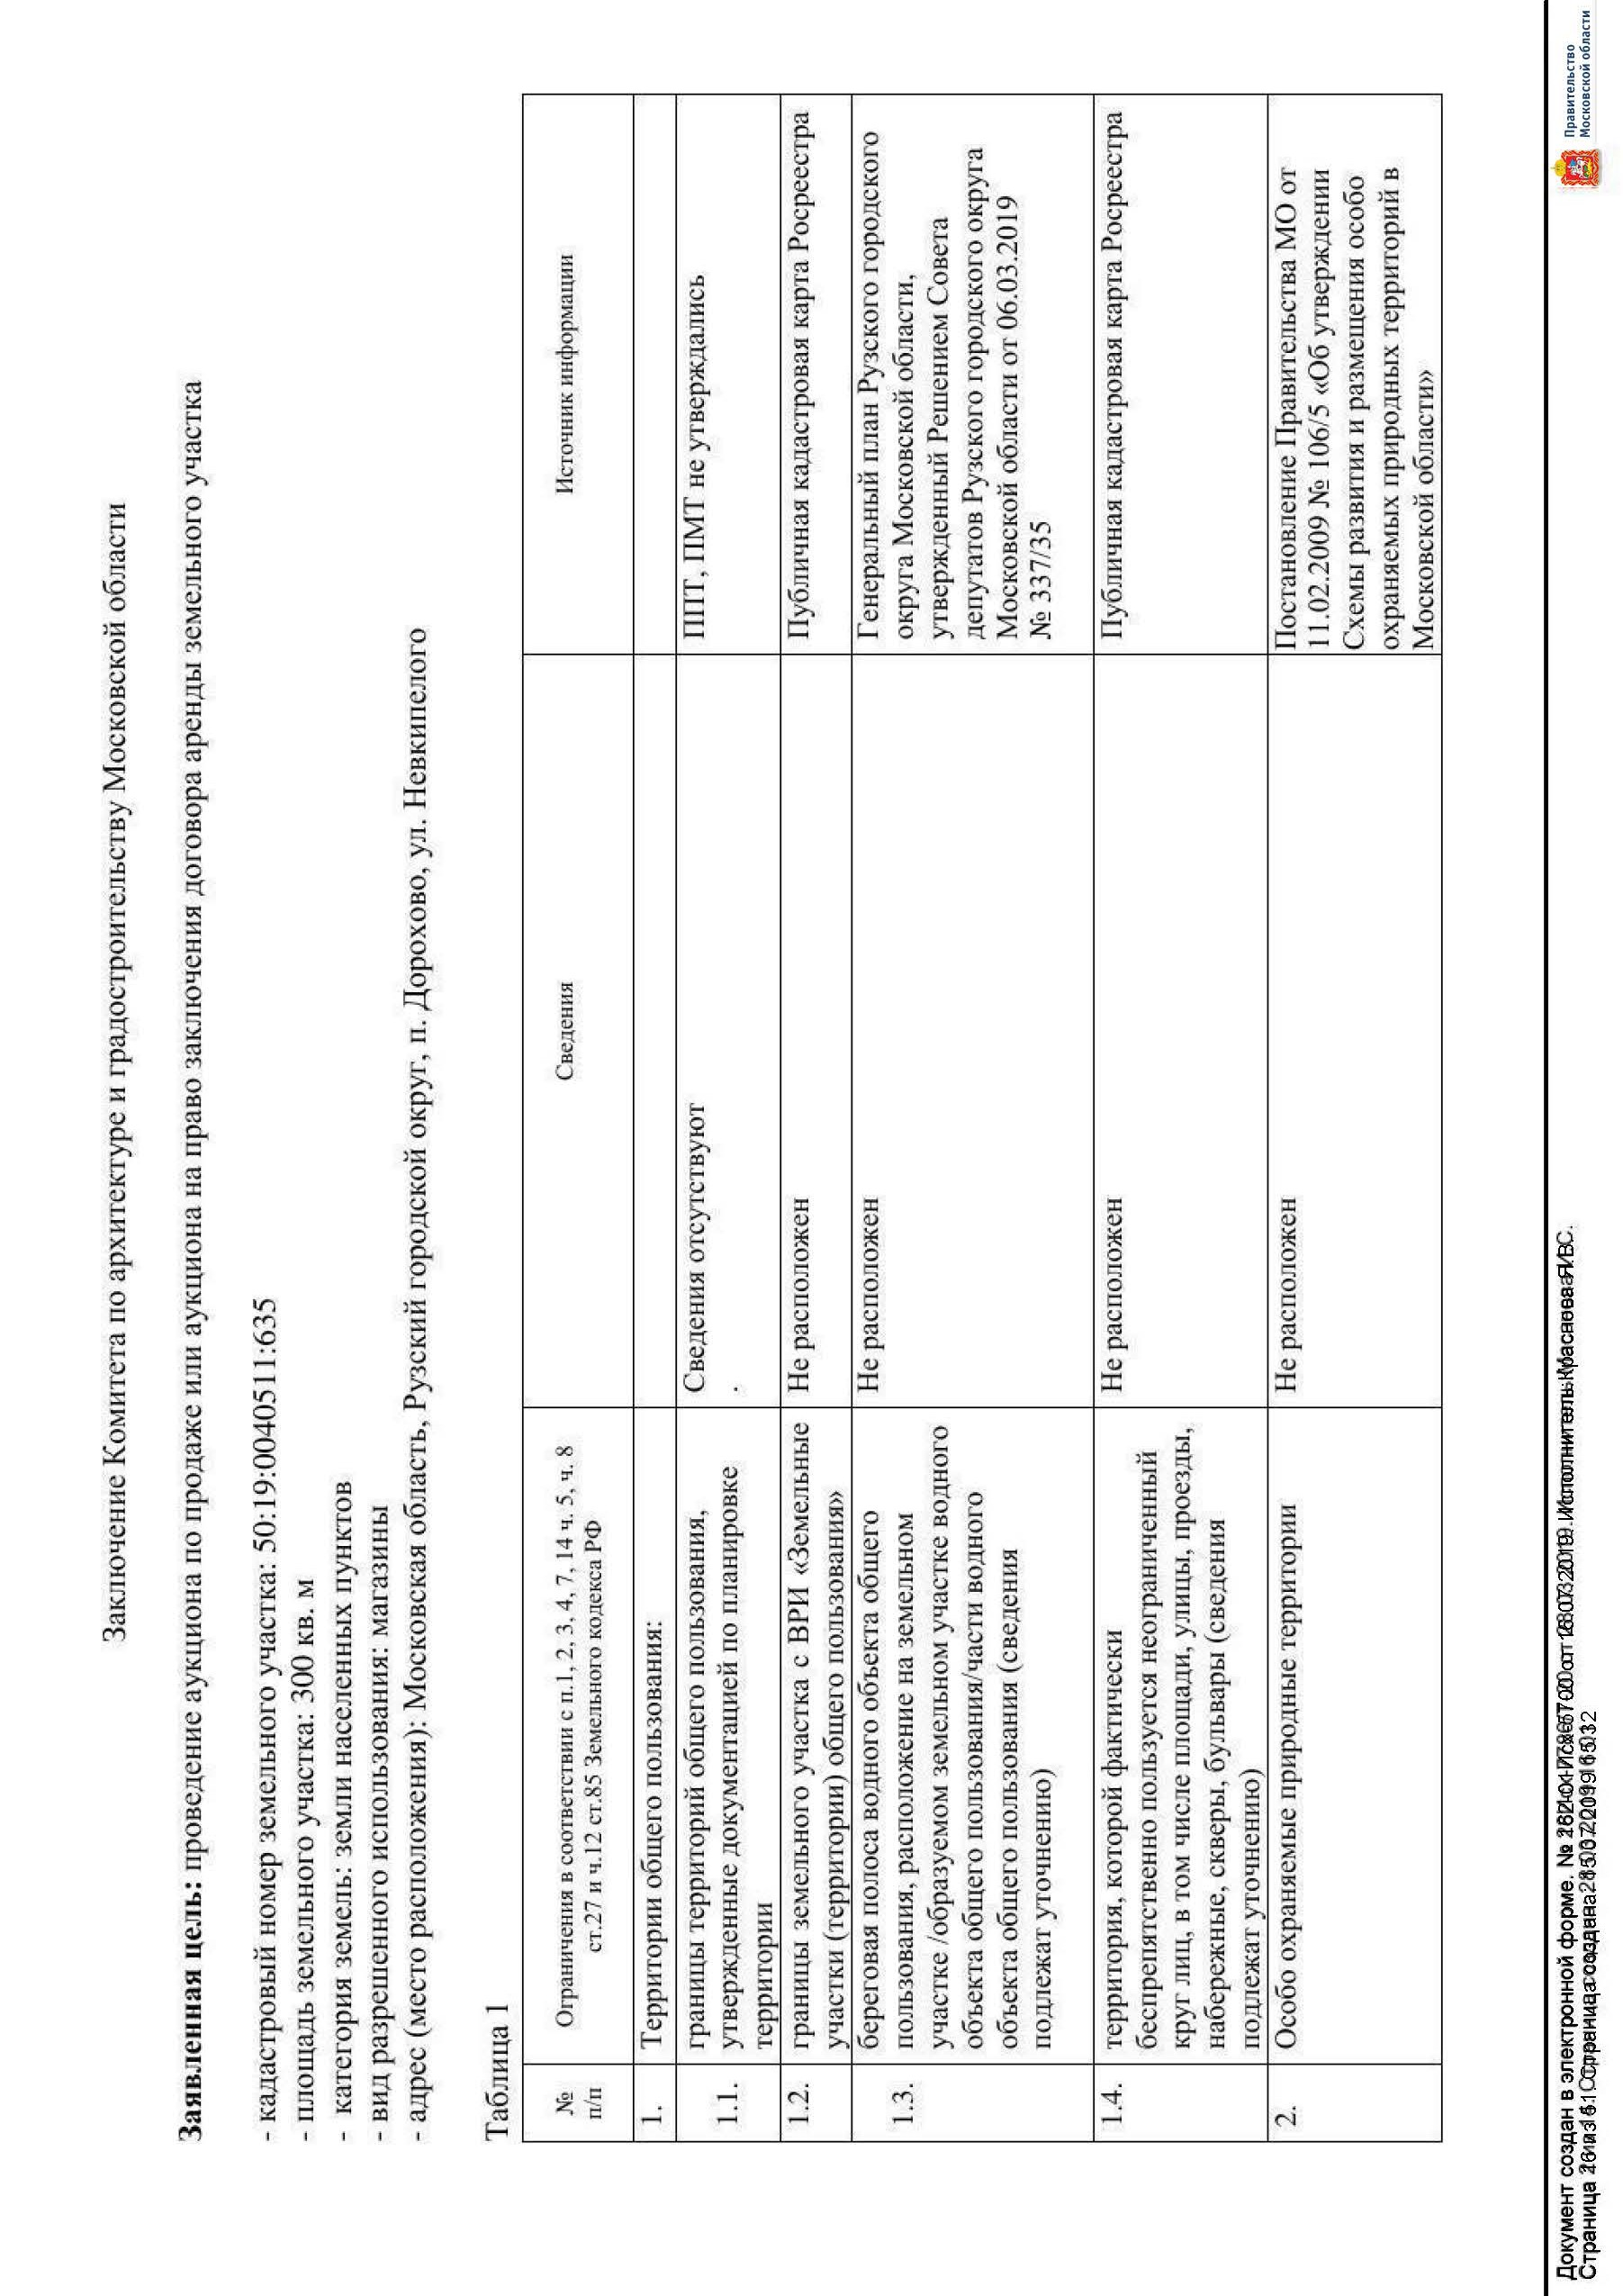 Заключение Комитета по архитектуре и градостроительству Московской области
Заявленная цель: проведение аукциона по продаже или аукциона на право заключения договора аренды земельного участка
- кадастровый номер земельного участка: 50:19:0040511:635
- площадь земельного участка: 300 кв. м
- категория земель: земли населенных пунктов
- вид разрешенного использования: магазины
- адрес (место расположения): Московская область, Рузский городской округ, п. Дорохово, ул. Невкипелого
Таблица 1
№
п/п
Ограничения в соответствии с п.1, 2, 3, 4, 7, 14 ч. 5, ч. 8
ст.27 и ч.12 ст.85 Земельного кодекса РФ
Сведения
Источник информации
1.
Территории общего пользования:
1.1.
границы территорий общего пользования,
утвержденные документацией по планировке
территории
Сведения отсутствуют
.
ППТ, ПМТ не утверждались
1.2.
границы земельного участка с ВРИ «Земельные
участки (территории) общего пользования»
Не расположен
Публичная кадастровая карта Росреестра
1.3.
береговая полоса водного объекта общего
пользования, расположение на земельном
участке /образуемом земельном участке водного
объекта общего пользования/части водного
объекта общего пользования (сведения
подлежат уточнению)
Не расположен
Генеральный план Рузского городского
округа Московской области,
утвержденный Решением Совета
депутатов Рузского городского округа
Московской области от 06.03.2019
№ 337/35
1.4.
территория, которой фактически
беспрепятственно пользуется неограниченный
круг лиц, в том числе площади, улицы, проезды,
набережные, скверы, бульвары (сведения
подлежат уточнению)
Не расположен
Публичная кадастровая карта Росреестра
2.
Особо охраняемые природные территории
Не расположен
Постановление Правительства МО от
11.02.2009 № 106/5 «Об утверждении
Схемы развития и размещения особо
охраняемых природных территорий в
Московской области»
Документ создан в электронной форме. №
Страница
Правительство
Московской области